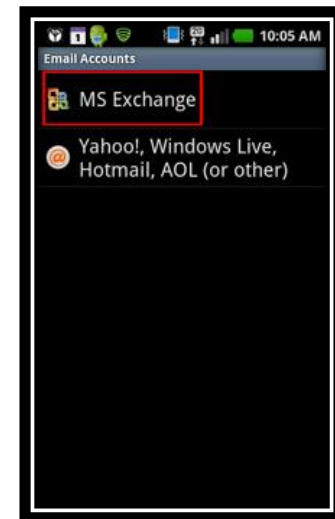 10:05 AM
Email Accounts
MS Exchange
Yahoo!, Windows Live,
Hotmail, AOL (or other)